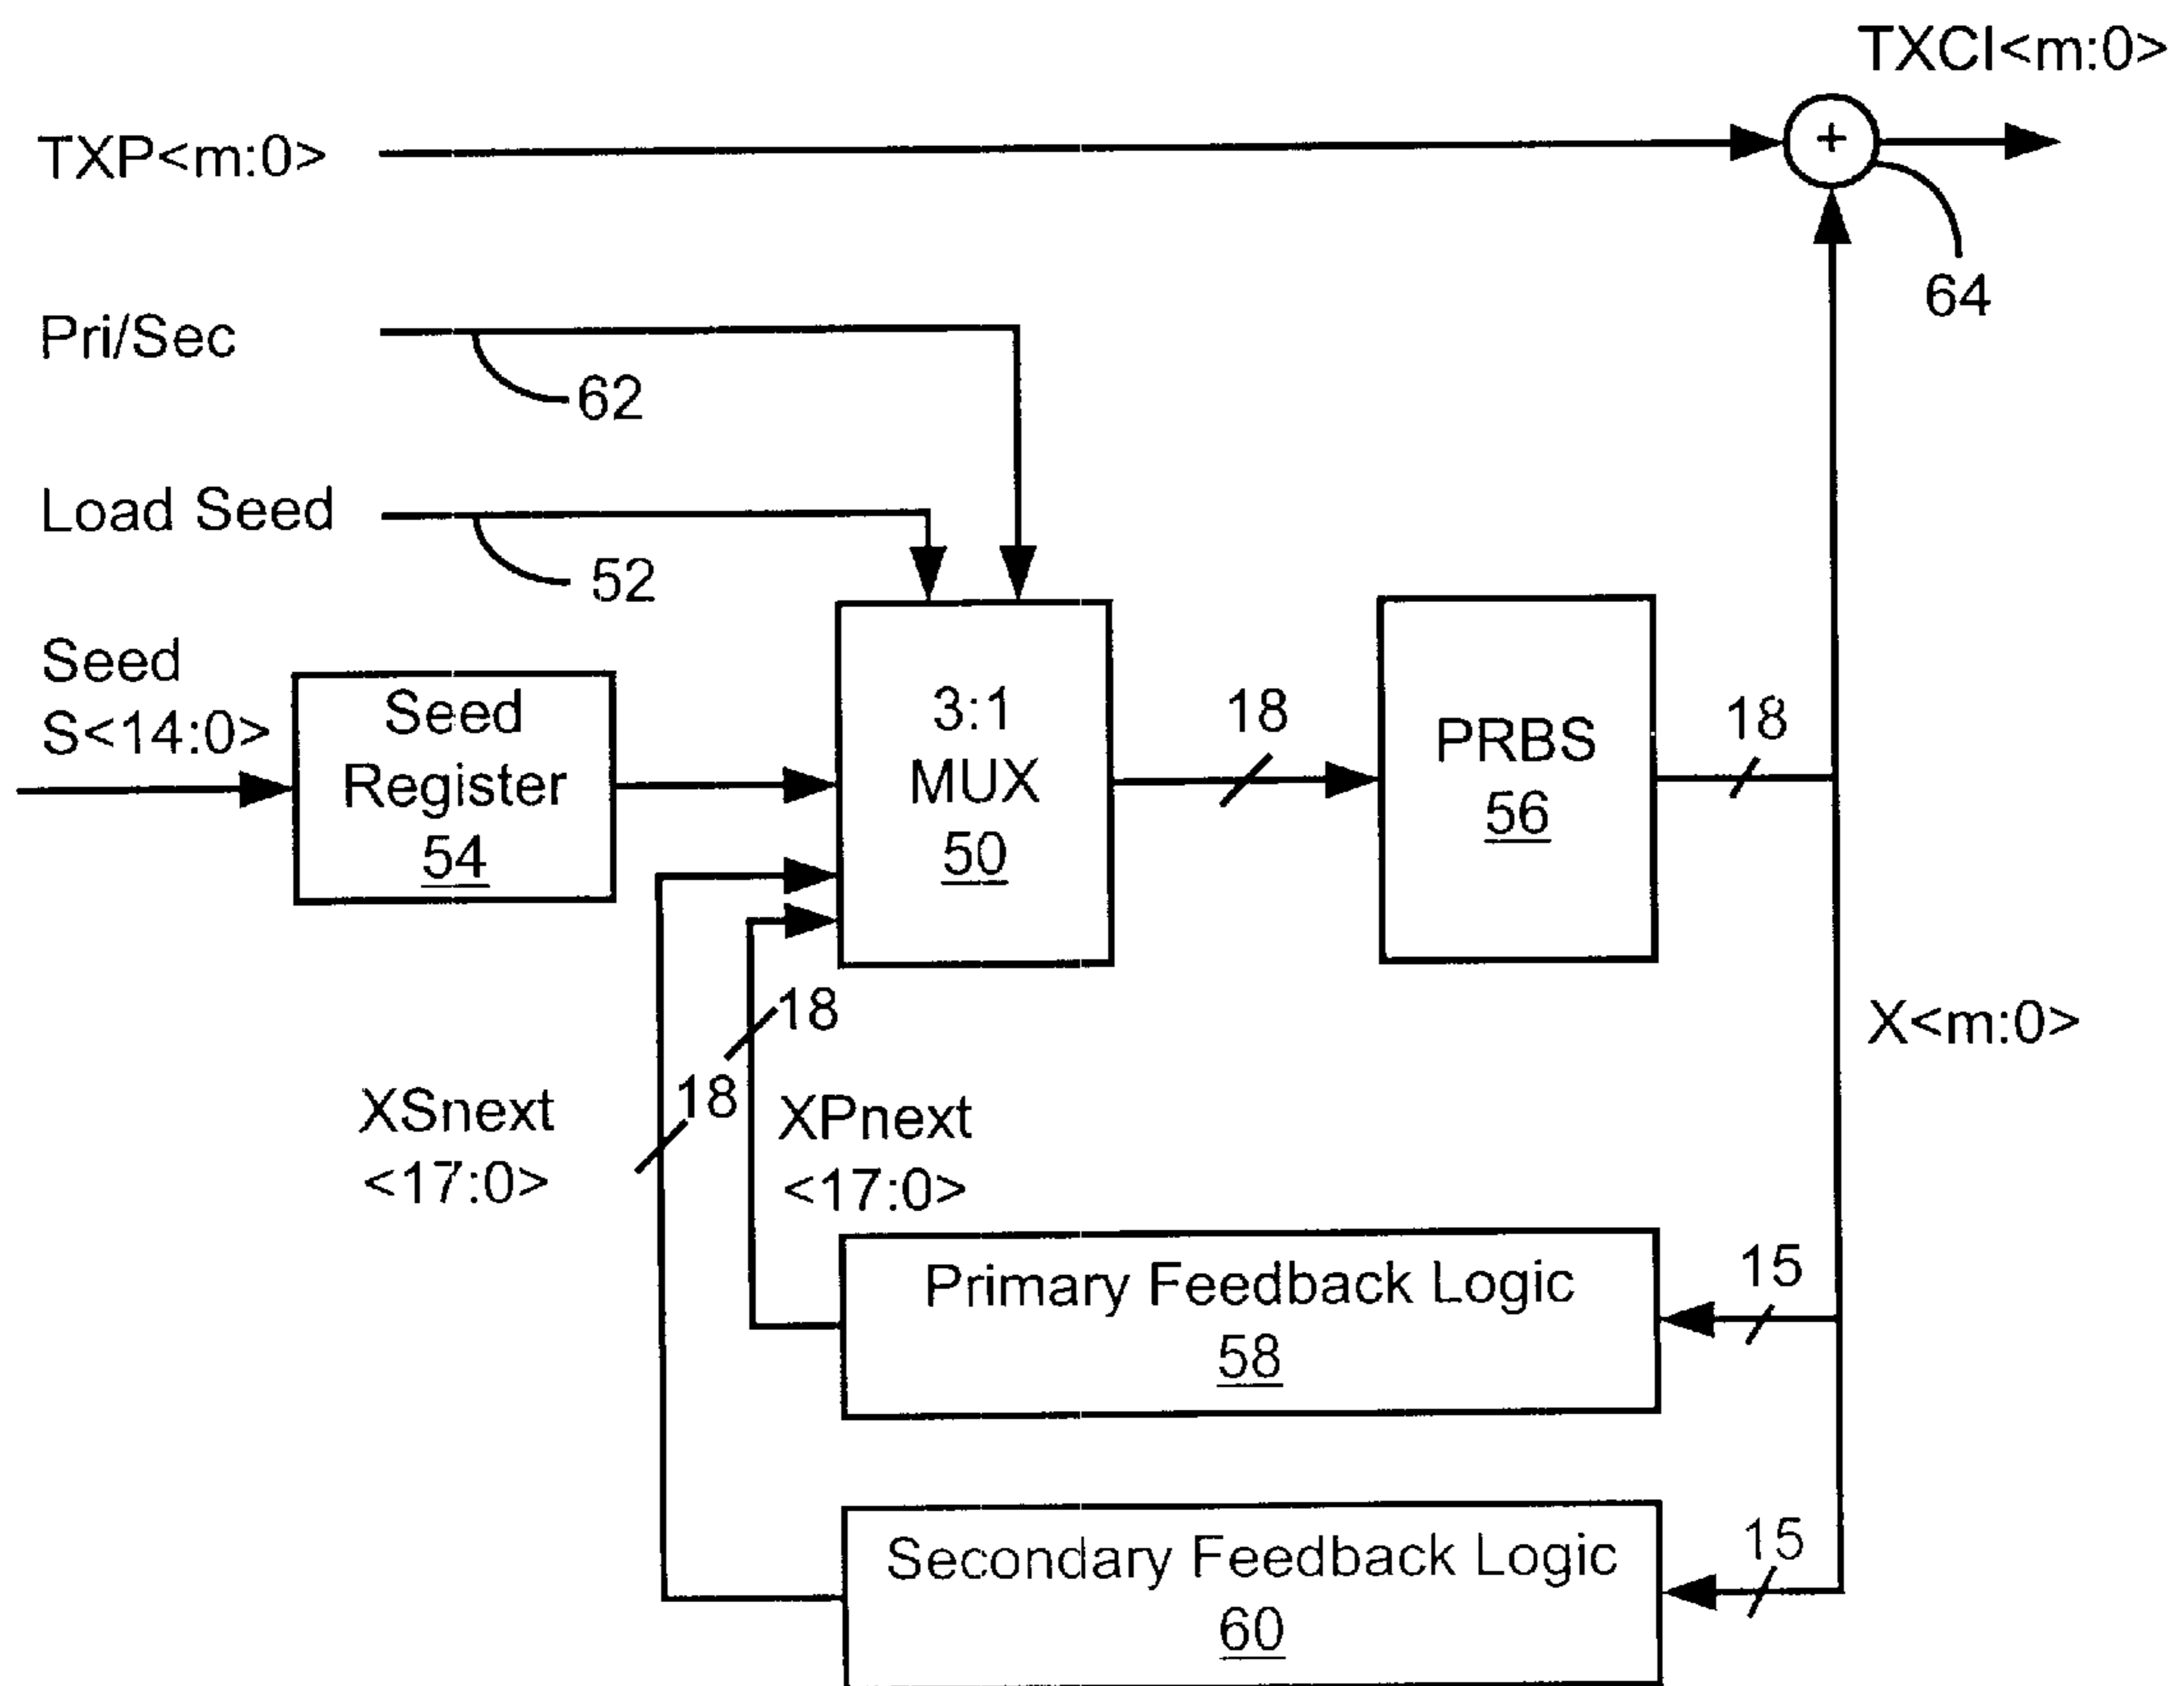 TXCI<m:0>
TXP<m:0>
+
64
Pri/Sec
62
Load Seed
52
Seed
S<14:0>
Seed
Register
54
3:1
MUX
50
18
PRBS
56
18
18
18
X<m:0>
XSnext
<17:0>
XPnext
<17:0>
15
Primary Feedback Logic
58
15
Secondary Feedback Logic
60